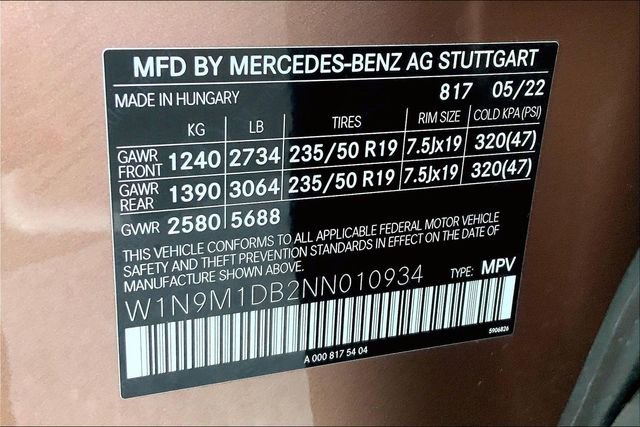 MFD BY MERCEDES-BENZ AG STUTTGART
817 05/22
MADE IN HUNGARY
KG LB TIRES RIM SIZE COLD KPA(PSI)
GAWR FRONT 1240 2734 235/50 R19 7.5Jx19 320(47)
GAWR REAR 1390 3064 235/50 R19 7.5Jx19 320(47)
GVWR 2580 5688
THIS VEHICLE CONFORMS TO ALL APPLICABLE FEDERAL MOTOR VEHICLE
SAFETY AND THEFT PREVENTION STANDARDS IN EFFECT ON THE DATE OF
MANUFACTURE SHOWN ABOVE.
W1N9M1DB2NN010934 TYPE: MPV
5906826
A 000 817 54 04